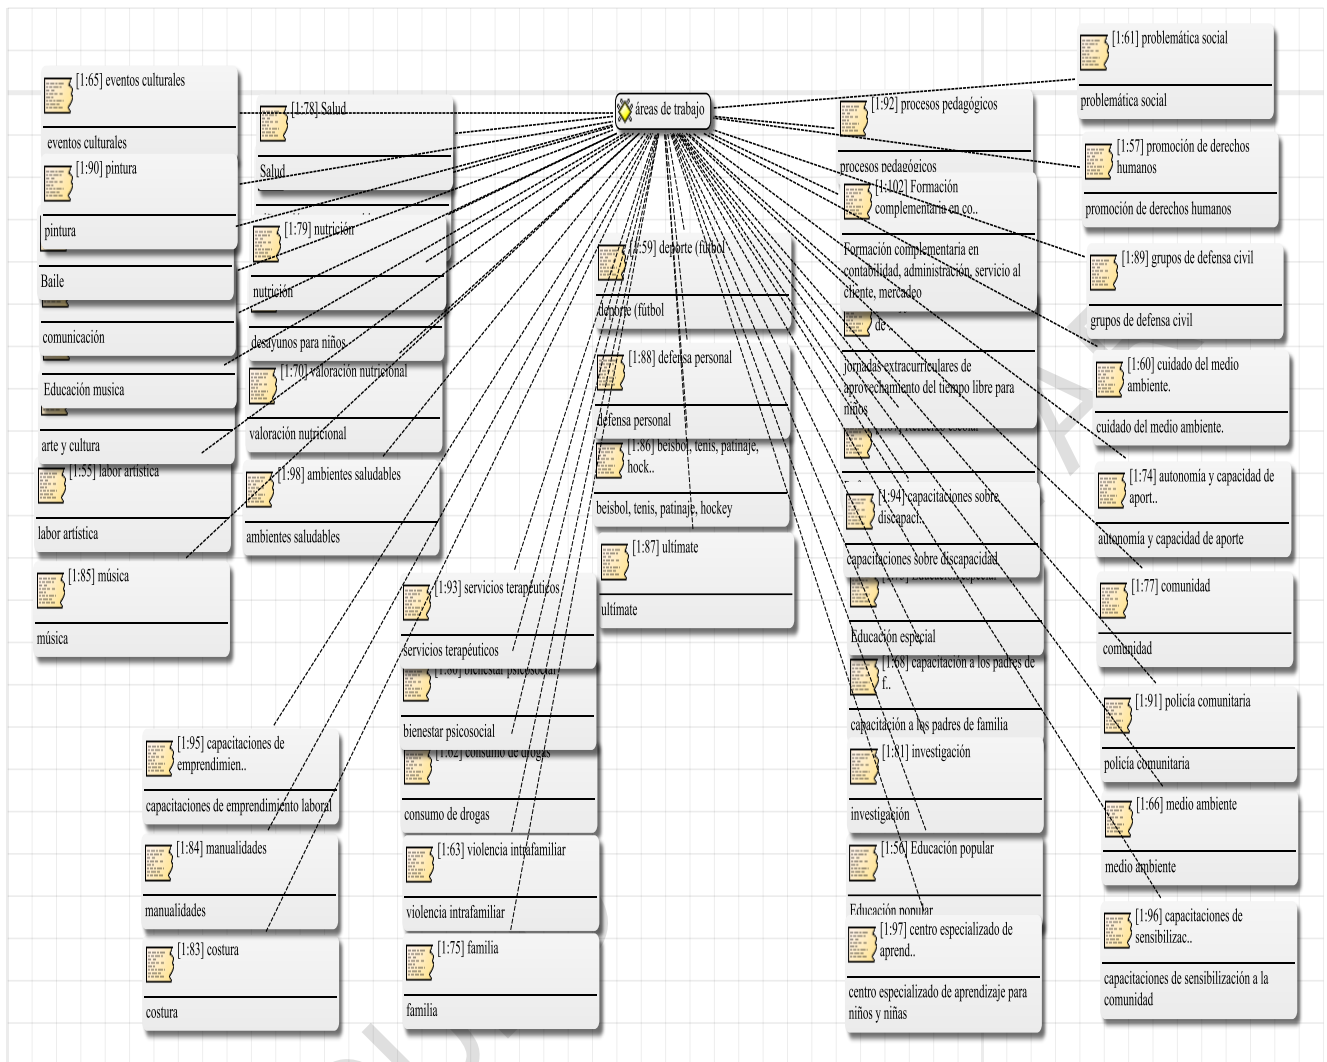 áreas de trabajo
[1:65] eventos culturales
eventos culturales
[1:90] pintura
pintura
Baile
comunicación
Educación musica
arte y cultura
[1:55] labor artística
labor artística
[1:85] música
música
[1:78] Salud
Salud
[1:79] nutrición
nutrición
desayunos para niños
[1:70] valoración nutricional
valoración nutricional
[1:98] ambientes saludables
ambientes saludables
[1:95] capacitaciones de
emprendimien..
capacitaciones de emprendimiento laboral
[1:84] manualidades
manualidades
[1:83] costura
costura
[1:93] servicios terapéuticos
servicios terapéuticos
[1:80] bienestar psicosocial
bienestar psicosocial
[1:62] consumo de drogas
consumo de drogas
[1:63] violencia intrafamiliar
violencia intrafamiliar
[1:75] familia
familia
[1:59] deporte (fútbol
deporte (fútbol
[1:88] defensa personal
defensa personal
[1:86] beisbol, tenis, patinaje,
hock..
beisbol, tenis, patinaje, hockey
[1:87] ultímate
ultímate
[1:92] procesos pedagógicos
procesos pedagógicos
[1:102] Formación
complementaria en co..
Formación complementaria en
contabilidad, administración, servicio al
cliente, mercadeo
de ..
jornadas extracurriculares de
aprovechamiento del tiempo libre para
niños
[1:94] capacitaciones sobre
discapaci..
capacitaciones sobre discapacidad
Educación especial
[1:68] capacitación a los padres de
f..
capacitación a los padres de familia
[1:81] investigación
investigación
[1:56] Educación popular
Educación popular
[1:97] centro especializado de
aprend..
centro especializado de aprendizaje para
niños y niñas
[1:61] problemática social
problemática social
[1:57] promoción de derechos
humanos
promoción de derechos humanos
[1:89] grupos de defensa civil
grupos de defensa civil
[1:60] cuidado del medio
ambiente.
cuidado del medio ambiente.
[1:74] autonomía y capacidad de
aport..
autonomía y capacidad de aporte
[1:77] comunidad
comunidad
[1:91] policía comunitaria
policía comunitaria
[1:66] medio ambiente
medio ambiente
[1:96] capacitaciones de
sensibilizac..
capacitaciones de sensibilización a la
comunidad